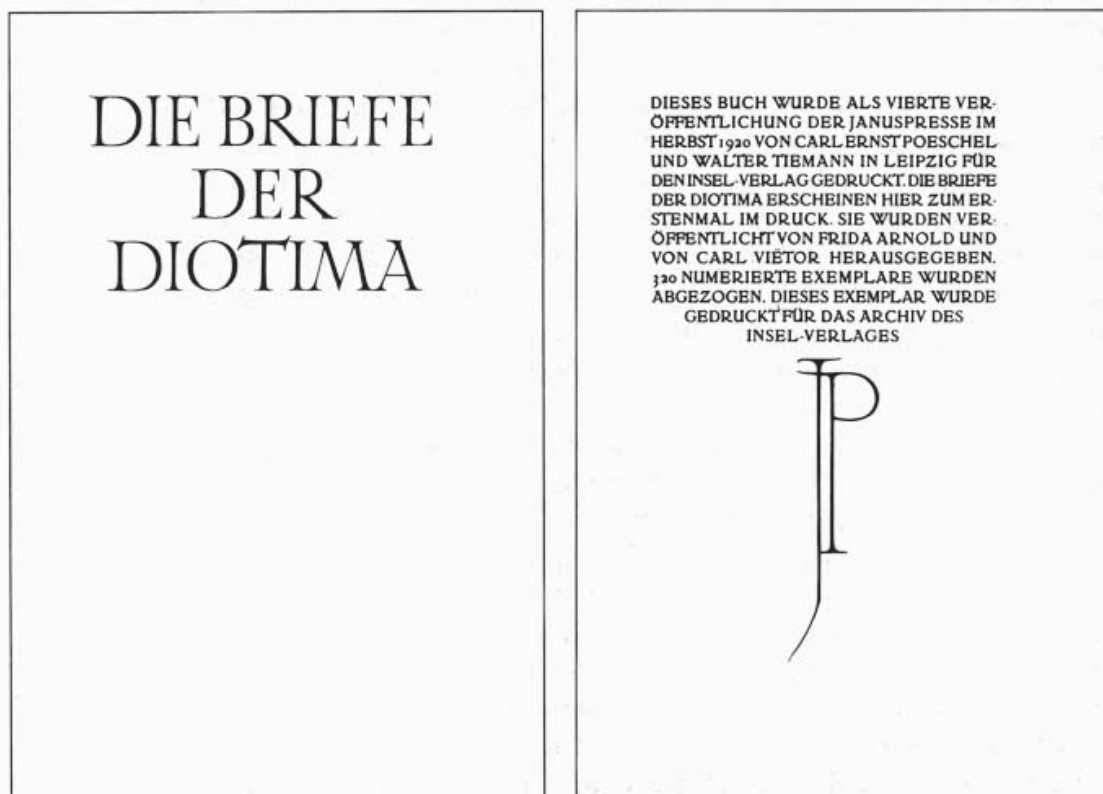 DIE BRIEFE
DER
DIOTIMA
DIESES BUCH WURDE ALS VIERTE VER-
ÖFFENTLICHUNG DER JANUSPRESSE IM
HERBST 1920 VON CARL ERNST POESCHEL
UND WALTER TIEMANN IN LEIPZIG FÜR
DEN INSEL-VERLAG GEDRUCKT. DIE BRIEFE
DER DIOTIMA ERSCHEINEN HIER ZUM ER-
STENMAL IM DRUCK. SIE WURDEN VER-
ÖFFENTLICHT VON FRIDA ARNOLD UND
VON CARL VIËTOR HERAUSGEGEBEN.
320 NUMERIERTE EXEMPLARE WURDEN
ABGEZOGEN. DIESES EXEMPLAR WURDE
GEDRUCKT FÜR DAS ARCHIV DES
INSEL-VERLAGES
JP